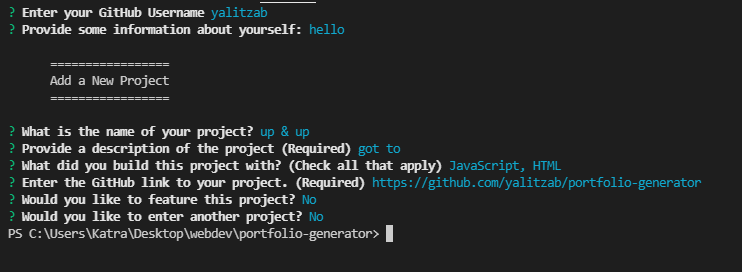 ? Enter your GitHub Username yalitzab
? Provide some information about yourself: hello
=================
Add a New Project
=================
? What is the name of your project? up & up
? Provide a description of the project (Required) got to
? What did you build this project with? (Check all that apply) JavaScript, HTML
? Enter the GitHub link to your project. (Required) https://github.com/yalitzab/portfolio-generator
? Would you like to feature this project? No
? Would you like to enter another project? No
PS C:\Users\Katra\Desktop\webdev\portfolio-generator>